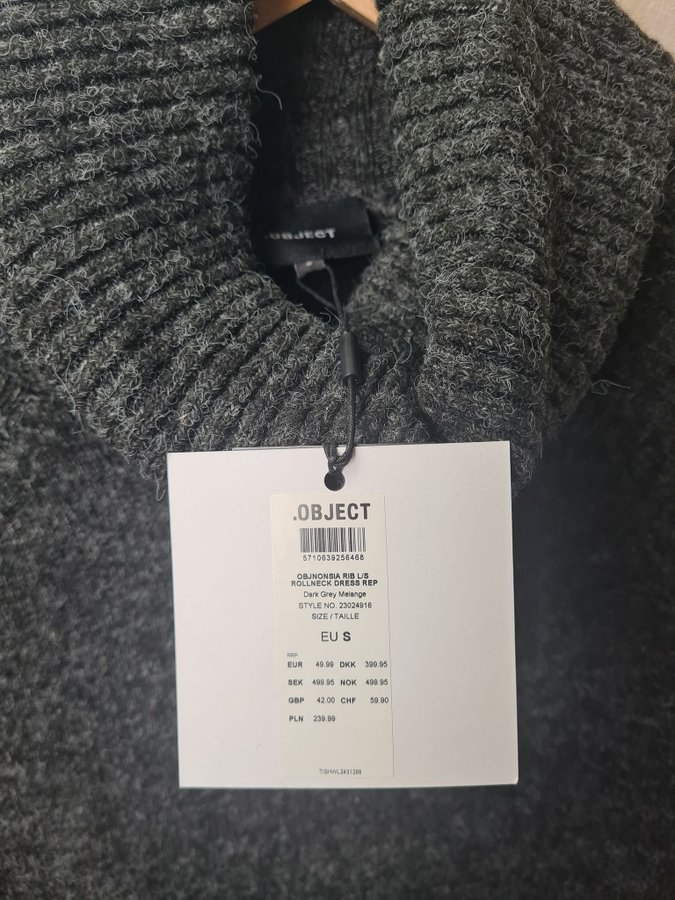 .OBJECT
.OBJECT
5710639256468
OBJNONSIA RIB L/S
ROLLNECK DRESS REP
Dark Grey Melange
STYLE NO. 23024916
SIZE / TAILLE
EU S
RRP
EUR 49.99 DKK 399.95
SEK 499.95 NOK 499.95
GBP 42.00 CHF 59.90
PLN 239.99
TISHWL2431268